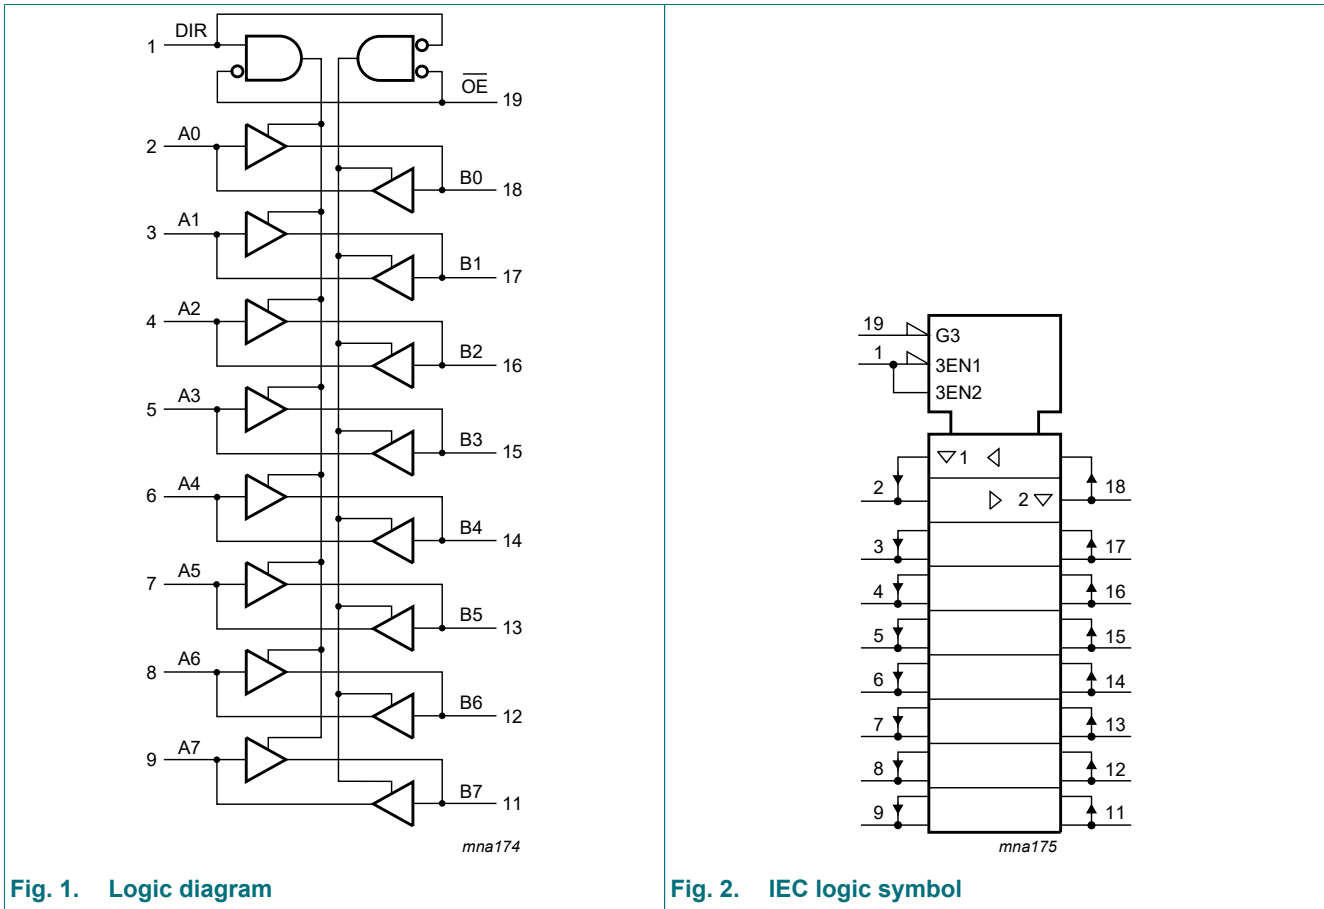 DIR
1
OE
19
A0
2
B0
18
A1
3
B1
17
A2
4
B2
16
A3
5
B3
15
A4
6
B4
14
A5
7
B5
13
A6
8
B6
12
A7
9
B7
11
mna174
Fig. 1. Logic diagram
19
G3
1
3EN1
3EN2
1
2
2
18
3
17
4
16
5
15
6
14
7
13
8
12
9
11
mna175
Fig. 2. IEC logic symbol